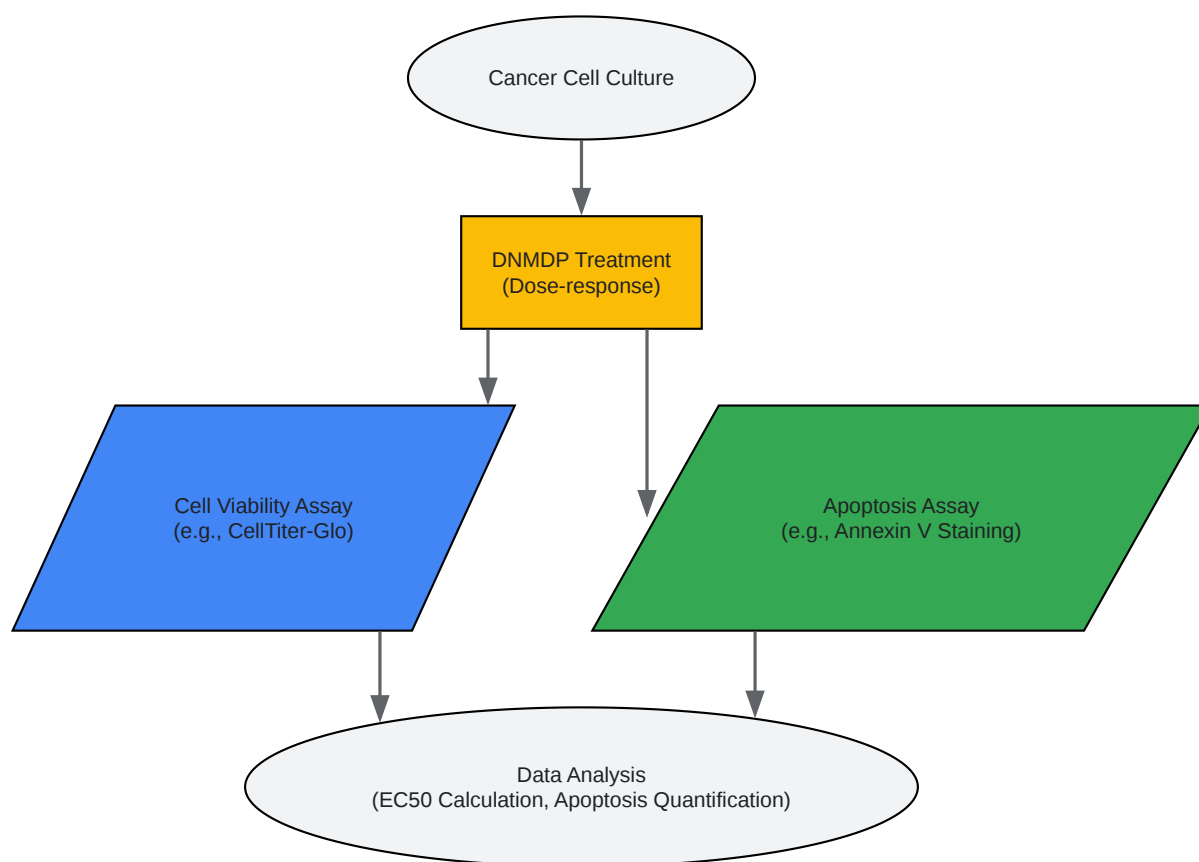 Cancer Cell Culture
DNMDP Treatment
(Dose-response)
Cell Viability Assay
(e.g., CellTiter-Glo)
Apoptosis Assay
(e.g., Annexin V Staining)
Data Analysis
(EC50 Calculation, Apoptosis Quantification)